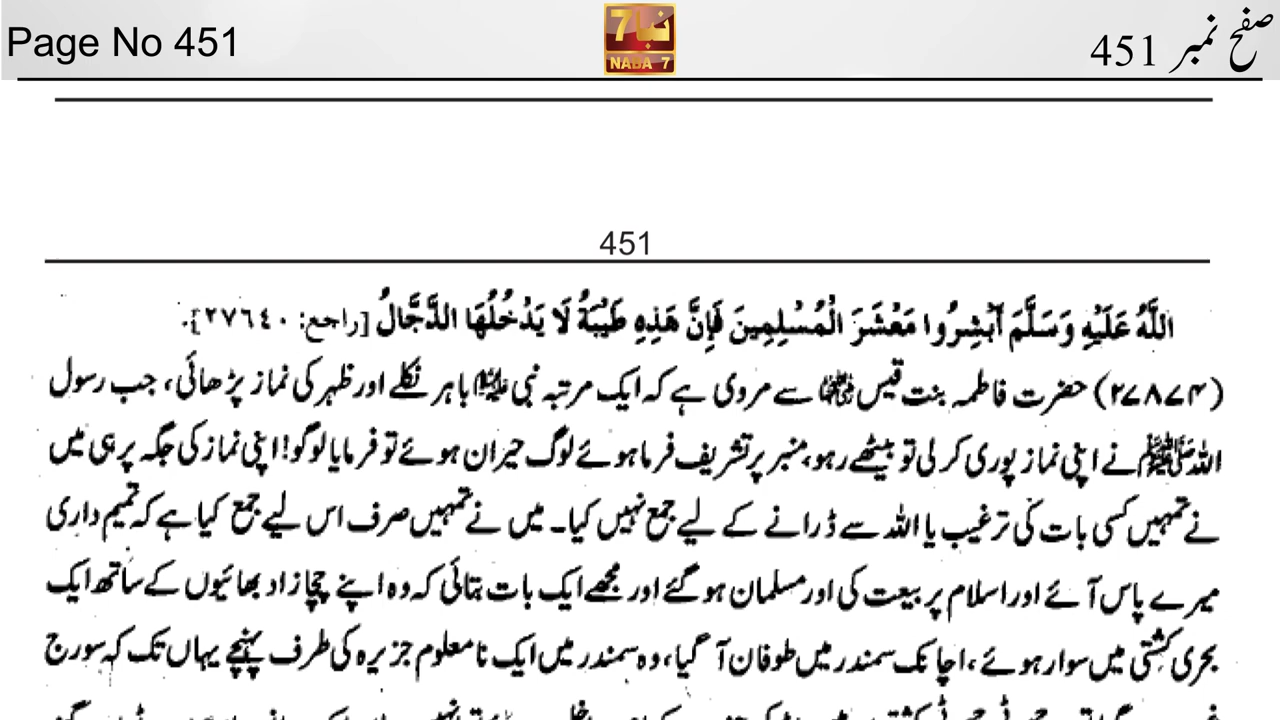 Page No 451
نبا 7
NABA 7
صفح نمبر 451
451
اللَّهُ عَلَيْهِ وَسَلَّمَ أَبْشِرُوا مَعْشَرَ الْمُسْلِمِينَ فَإِنَّ هَذِهِ طَيْبَةُ لَا يَدْخُلُهَا الدَّجَّالُ [راجع: ٢٧٦٤٠].
(۲۷۸۷۴) حضرت فاطمہ بنت قیس رضی اللہ عنہا سے مروی ہے کہ ایک مرتبہ نبی علیہ السلام باہر نکلے اور ظہر کی نماز پڑھائی، جب رسول
اللہ صلی اللہ علیہ وسلم نے اپنی نماز پوری کر لی تو بیٹھے رہو، منبر پر تشریف فرما ہوئے لوگ حیران ہوئے تو فرمایا لوگو! اپنی نماز کی جگہ پر ہی میں
نے تمہیں کسی بات کی ترغیب یا اللہ سے ڈرانے کے لیے جمع نہیں کیا۔ میں نے تمہیں صرف اس لیے جمع کیا ہے کہ تمیم داری
میرے پاس آئے اور اسلام پر بیعت کی اور مسلمان ہو گئے اور مجھے ایک بات بتائی کہ وہ اپنے چچا زاد بھائیوں کے ساتھ ایک
بحری کشتی میں سوار ہوئے، اچانک سمندر میں طوفان آ گیا، وہ سمندر میں ایک نامعلوم جزیرہ کی طرف پہنچے یہاں تک کہ سورج